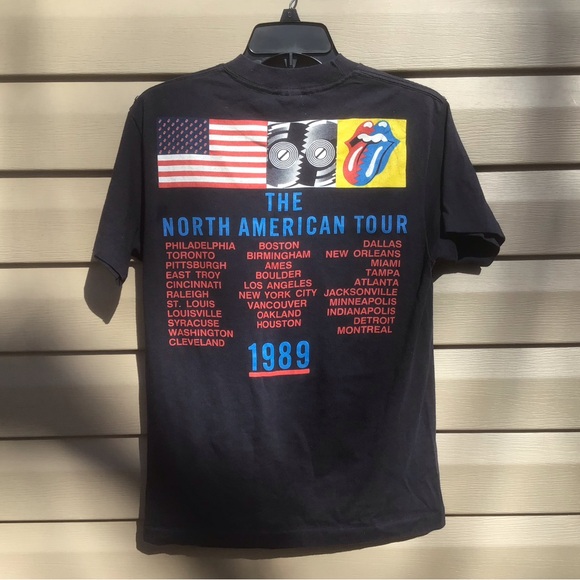 THE
NORTH AMERICAN TOUR
PHILADELPHIA
TORONTO
PITTSBURGH
EAST TROY
CINCINNATI
RALEIGH
ST. LOUIS
LOUISVILLE
SYRACUSE
WASHINGTON
CLEVELAND
BOSTON
BIRMINGHAM
AMES
BOULDER
LOS ANGELES
NEW YORK CITY
VANCOUVER
OAKLAND
HOUSTON
DALLAS
NEW ORLEANS
MIAMI
TAMPA
ATLANTA
JACKSONVILLE
MINNEAPOLIS
INDIANAPOLIS
DETROIT
MONTREAL
1989